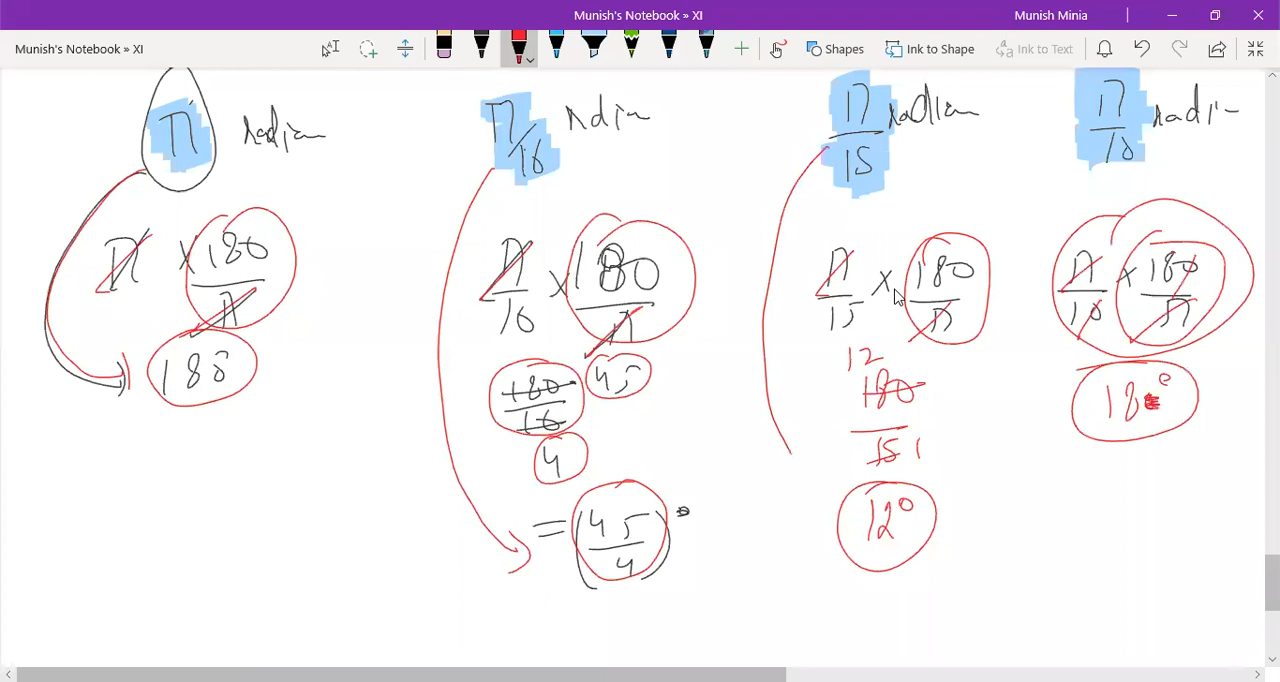 Munish's Notebook » XI
Munish Minia
Munish's Notebook » XI
Shapes
Ink to Shape
Ink to Text
π radian
π/16 radian
π/15 radian
π/10 radian
π × 180/π
180
π/16 × 180/π
180/16 45
4
= (45/4)°
π/15 × 180/π
12
180
15 1
12°
π/10 × 180/π
18°